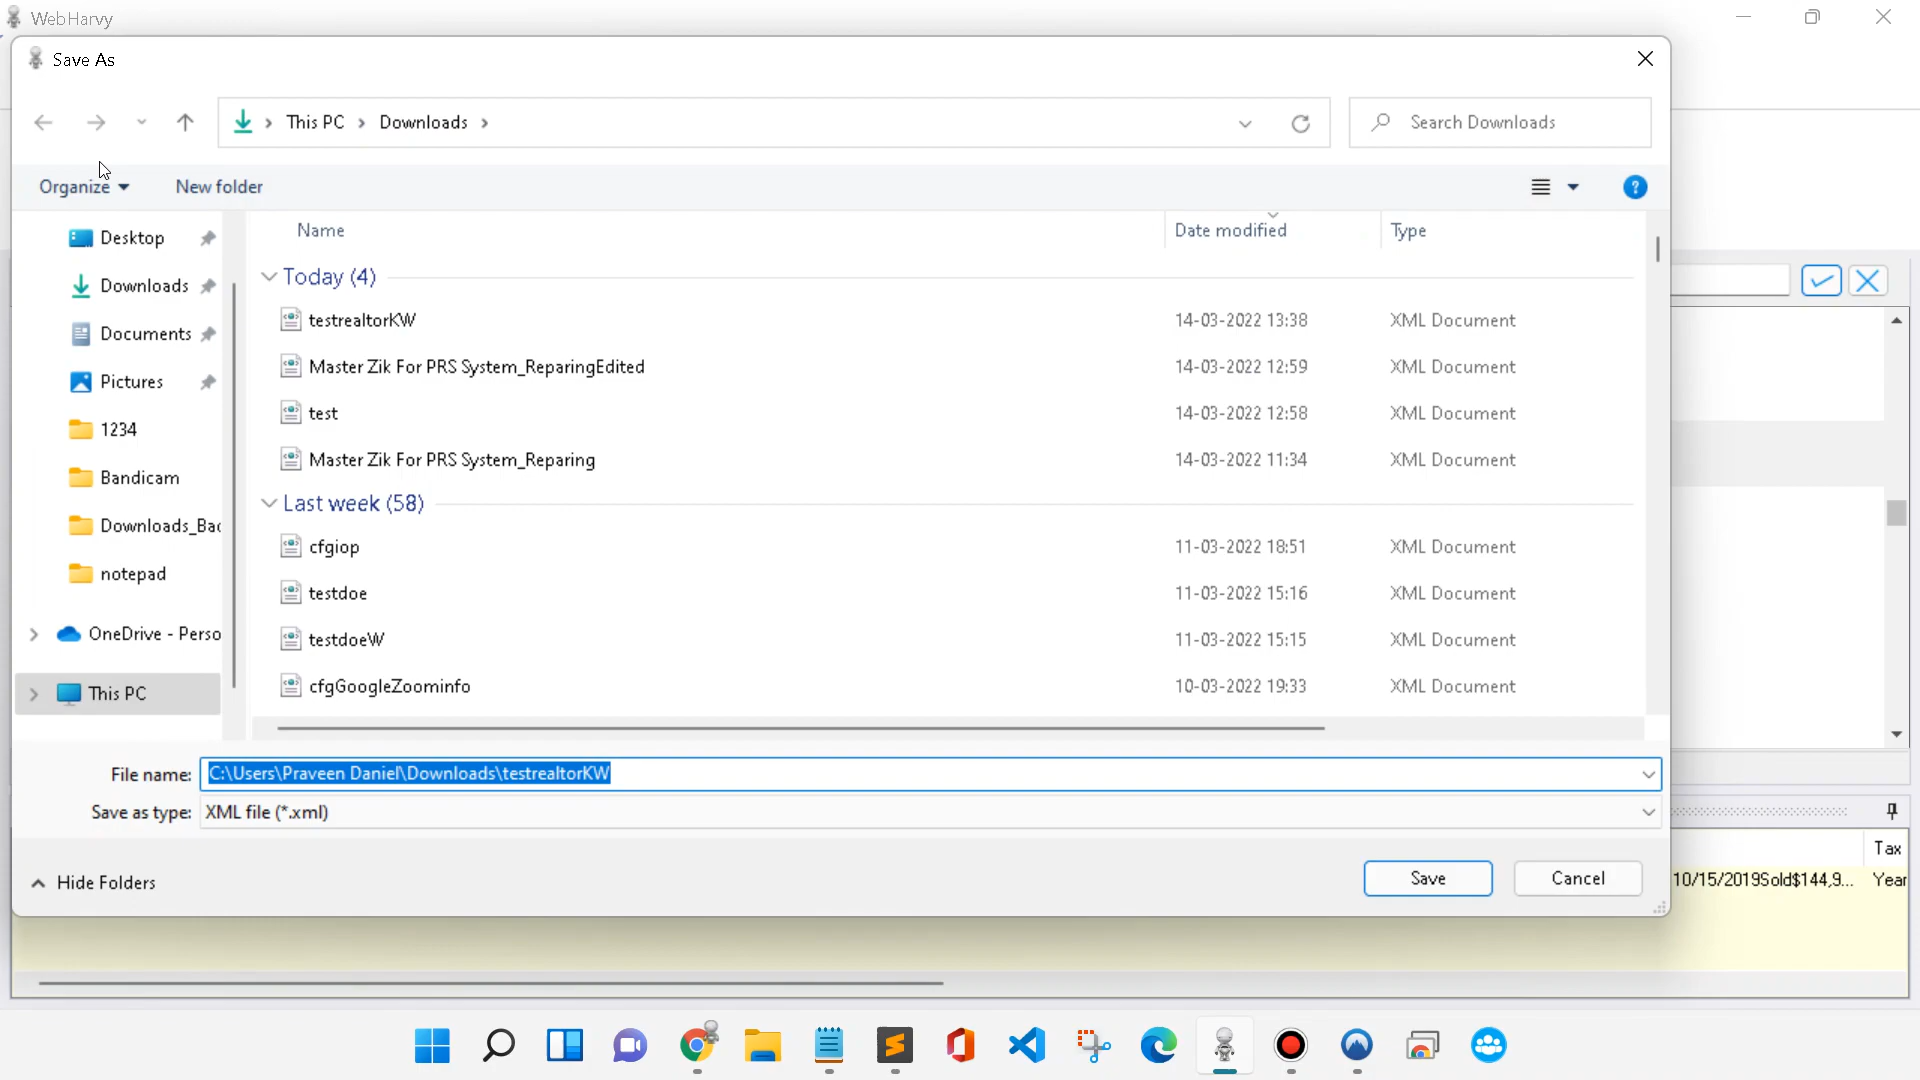 WebHarvy
Save As
This PC > Downloads >
Search Downloads
Organize
New folder
Name
Date modified
Type
Desktop
Downloads
Documents
Pictures
1234
Bandicam
Downloads_Bac
notepad
OneDrive - Perso
This PC
Today (4)
testrealtorKW 14-03-2022 13:38 XML Document
Master Zik For PRS System_ReparingEdited 14-03-2022 12:59 XML Document
test 14-03-2022 12:58 XML Document
Master Zik For PRS System_Reparing 14-03-2022 11:34 XML Document
Last week (58)
cfgiop 11-03-2022 18:51 XML Document
testdoe 11-03-2022 15:16 XML Document
testdoeW 11-03-2022 15:15 XML Document
cfgGoogleZoominfo 10-03-2022 19:33 XML Document
File name: C:\Users\Praveen Daniel\Downloads\testrealtorKW
Save as type: XML file (*.xml)
Hide Folders
Save
Cancel
Tax
10/15/2019Sold$144,9...
Year